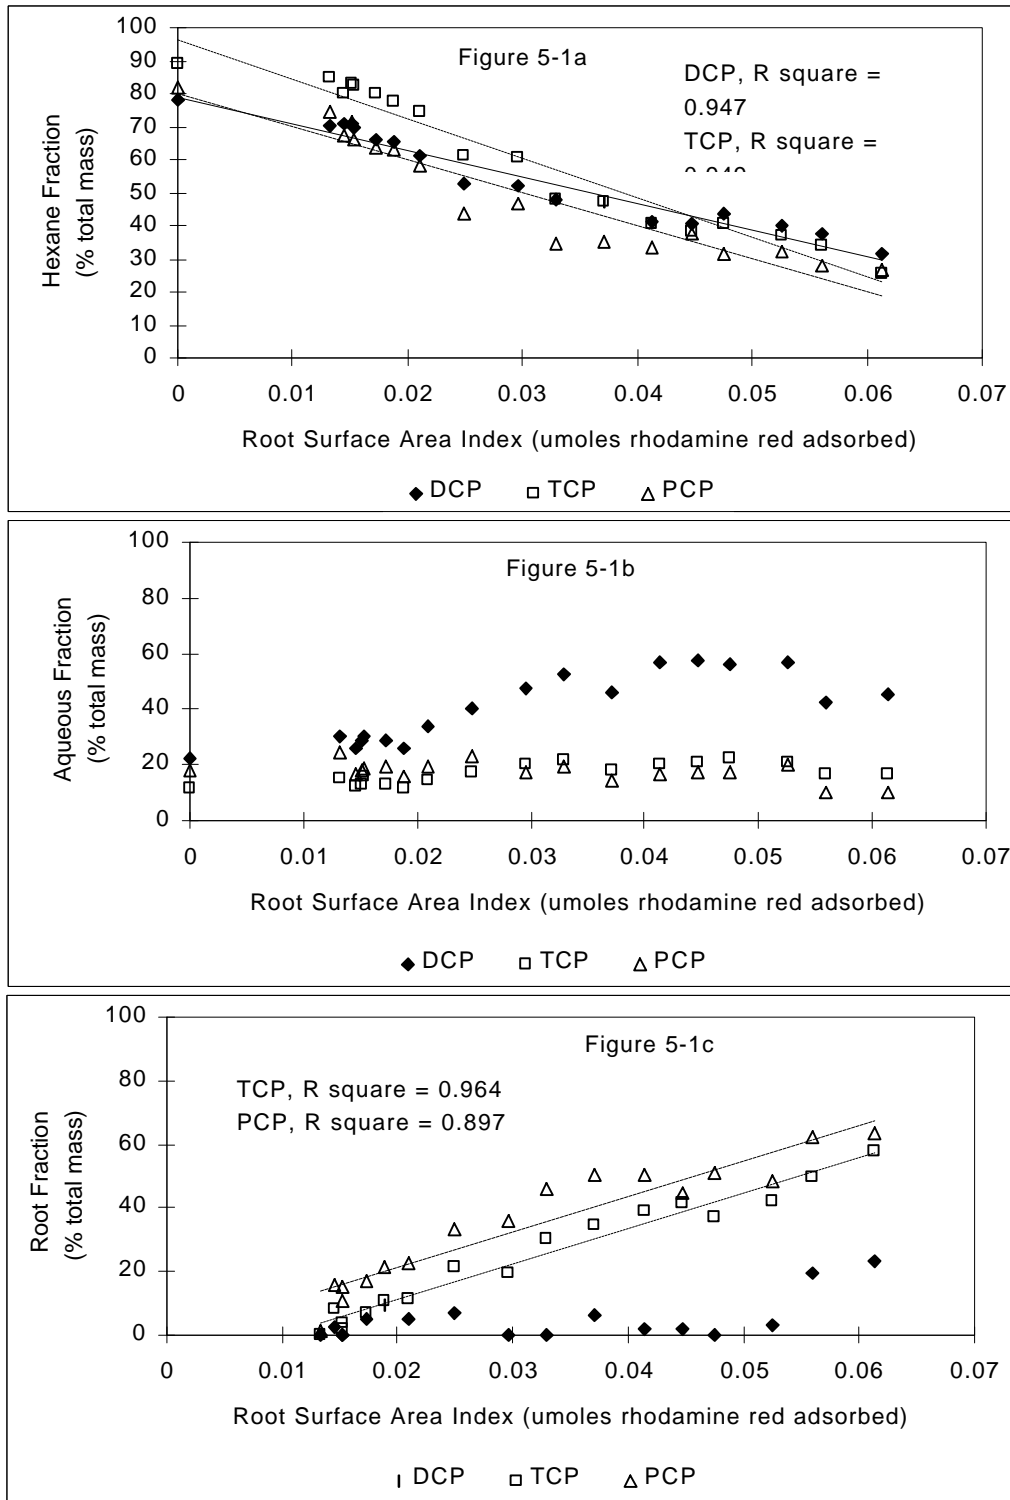 100
90
80
70
60
50
40
30
20
10
0
Hexane Fraction
(% total mass)
Figure 5-1a
DCP, R square =
0.947
TCP, R square =
0 0.01 0.02 0.03 0.04 0.05 0.06 0.07
Root Surface Area Index (umoles rhodamine red adsorbed)
DCP TCP PCP
100
80
60
40
20
0
Aqueous Fraction
(% total mass)
Figure 5-1b
0 0.01 0.02 0.03 0.04 0.05 0.06 0.07
Root Surface Area Index (umoles rhodamine red adsorbed)
DCP TCP PCP
100
80
60
40
20
0
Root Fraction
(% total mass)
Figure 5-1c
TCP, R square = 0.964
PCP, R square = 0.897
0 0.01 0.02 0.03 0.04 0.05 0.06 0.07
Root Surface Area Index (umoles rhodamine red adsorbed)
DCP TCP PCP